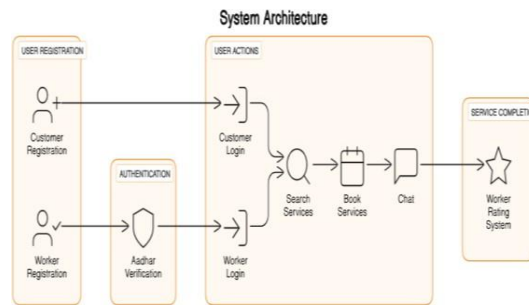 System Architecture
USER REGISTRATION
USER ACTIONS
Customer
Registration
Customer
Login
SERVICE COMPLETI
AUTHENTICATION
Search
Services
Book
Services
Chat
Worker
Rating
System
Worker
Registration
Aadhar
Verification
Worker
Login